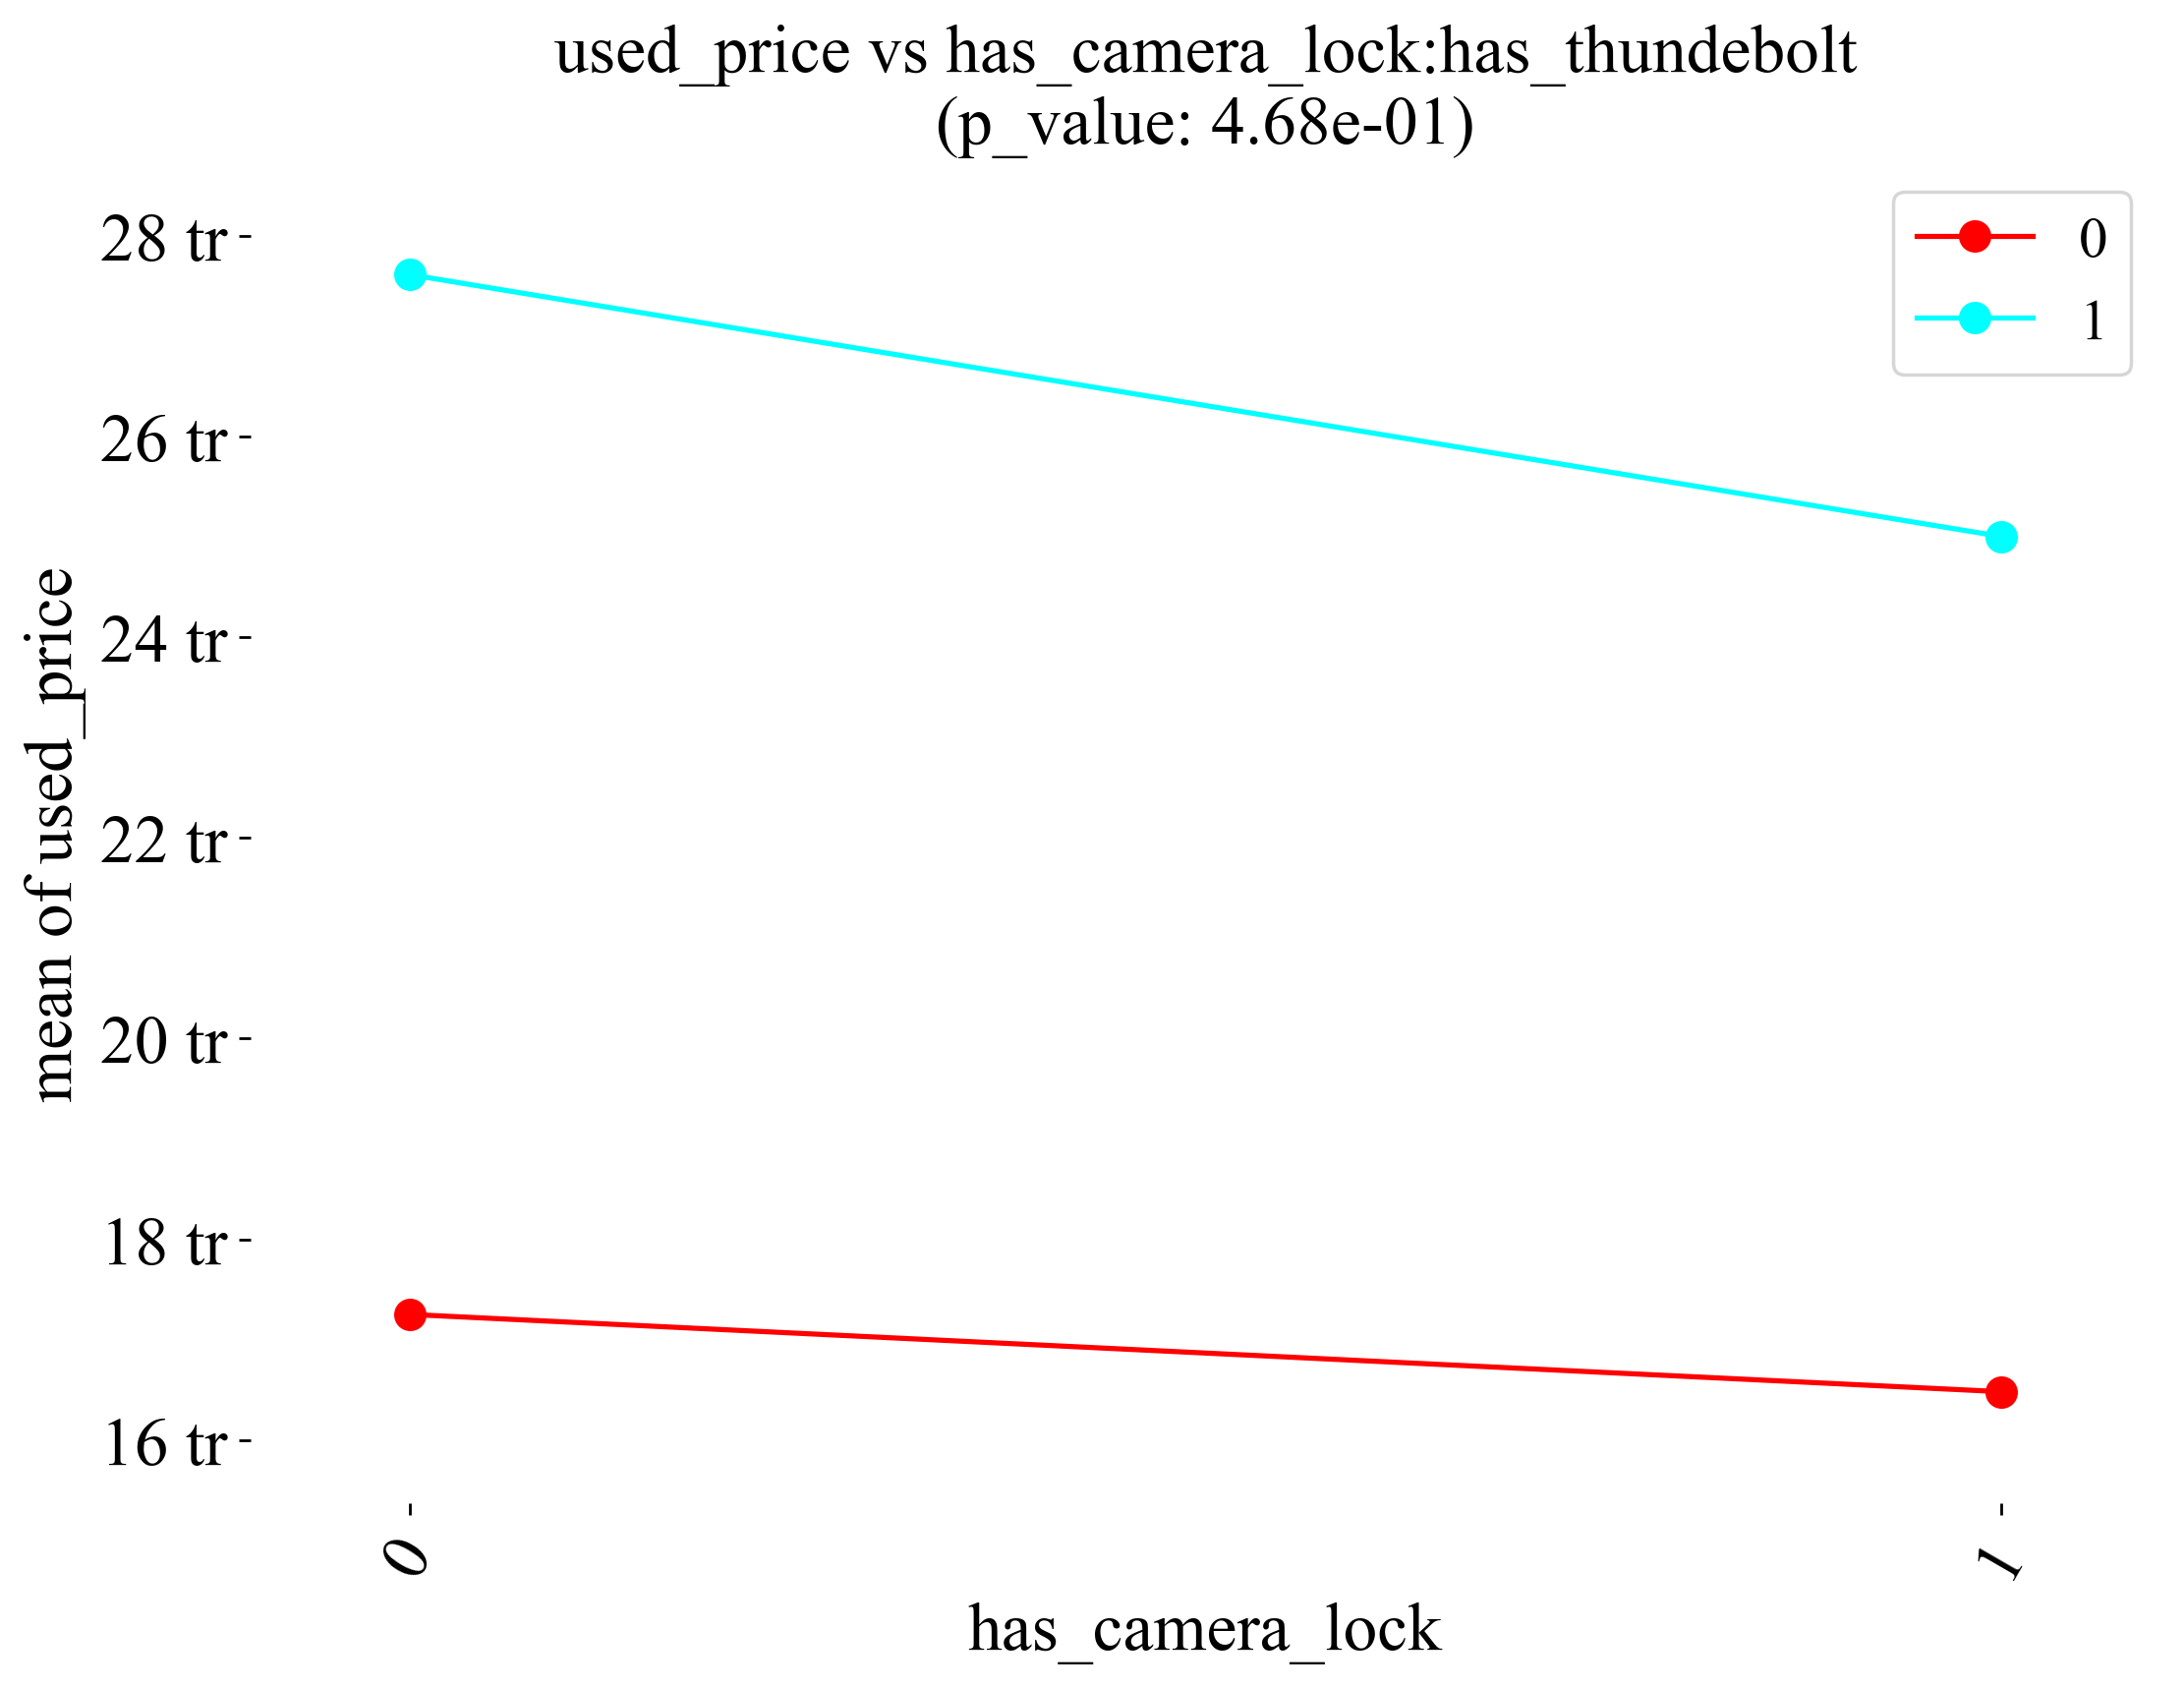 used_price vs has_camera_lock:has_thundebolt
(p_value: 4.68e-01)
0
1
28 tr
26 tr
24 tr
22 tr
20 tr
18 tr
16 tr
mean of used_price
0
1
has_camera_lock